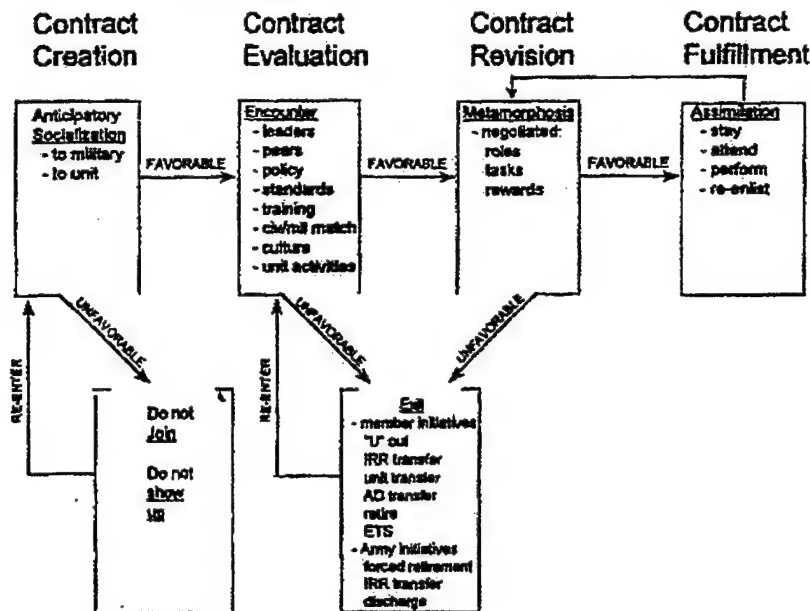 Contract
Creation
Contract
Evaluation
Contract
Revision
Contract
Fulfillment
Anticipatory
Socialization
- to military
- to unit
FAVORABLE
Encounter
- leaders
- peers
- policy
- standards
- training
- civ/mil match
- culture
- unit activities
FAVORABLE
Metamorphosis
- negotiated:
roles
tasks
rewards
FAVORABLE
Assimilation
- stay
- attend
- perform
- re-enlist
UNFAVORABLE
RE-ENTER
UNFAVORABLE
RE-ENTER
UNFAVORABLE
Do not
Join
Do not
show
up
Exit
- member initiatives
"U" out
IRR transfer
unit transfer
AD transfer
retire
ETS
- Army initiatives
forced retirement
IRR transfer
discharge